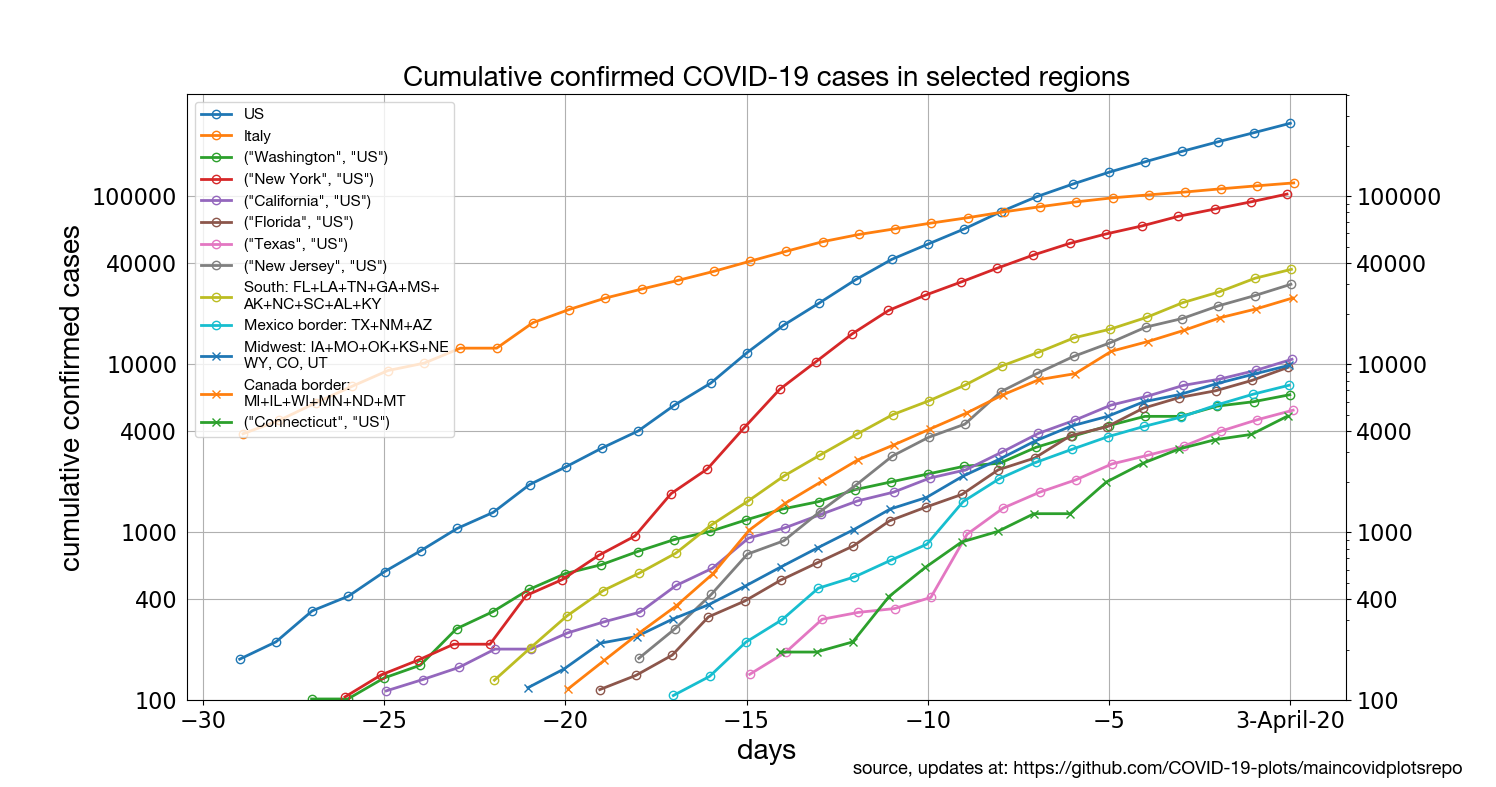 Cumulative confirmed COVID-19 cases in selected regions
US
Italy
("Washington", "US")
("New York", "US")
("California", "US")
("Florida", "US")
("Texas", "US")
("New Jersey", "US")
South: FL+LA+TN+GA+MS+
AK+NC+SC+AL+KY
Mexico border: TX+NM+AZ
Midwest: IA+MO+OK+KS+NE
WY, CO, UT
Canada border:
MI+IL+WI+MN+ND+MT
("Connecticut", "US")
cumulative confirmed cases
100000
40000
10000
4000
1000
400
100
100000
40000
10000
4000
1000
400
100
−30
−25
−20
−15
−10
−5
3-April-20
days
source, updates at: https://github.com/COVID-19-plots/maincovidplotsrepo